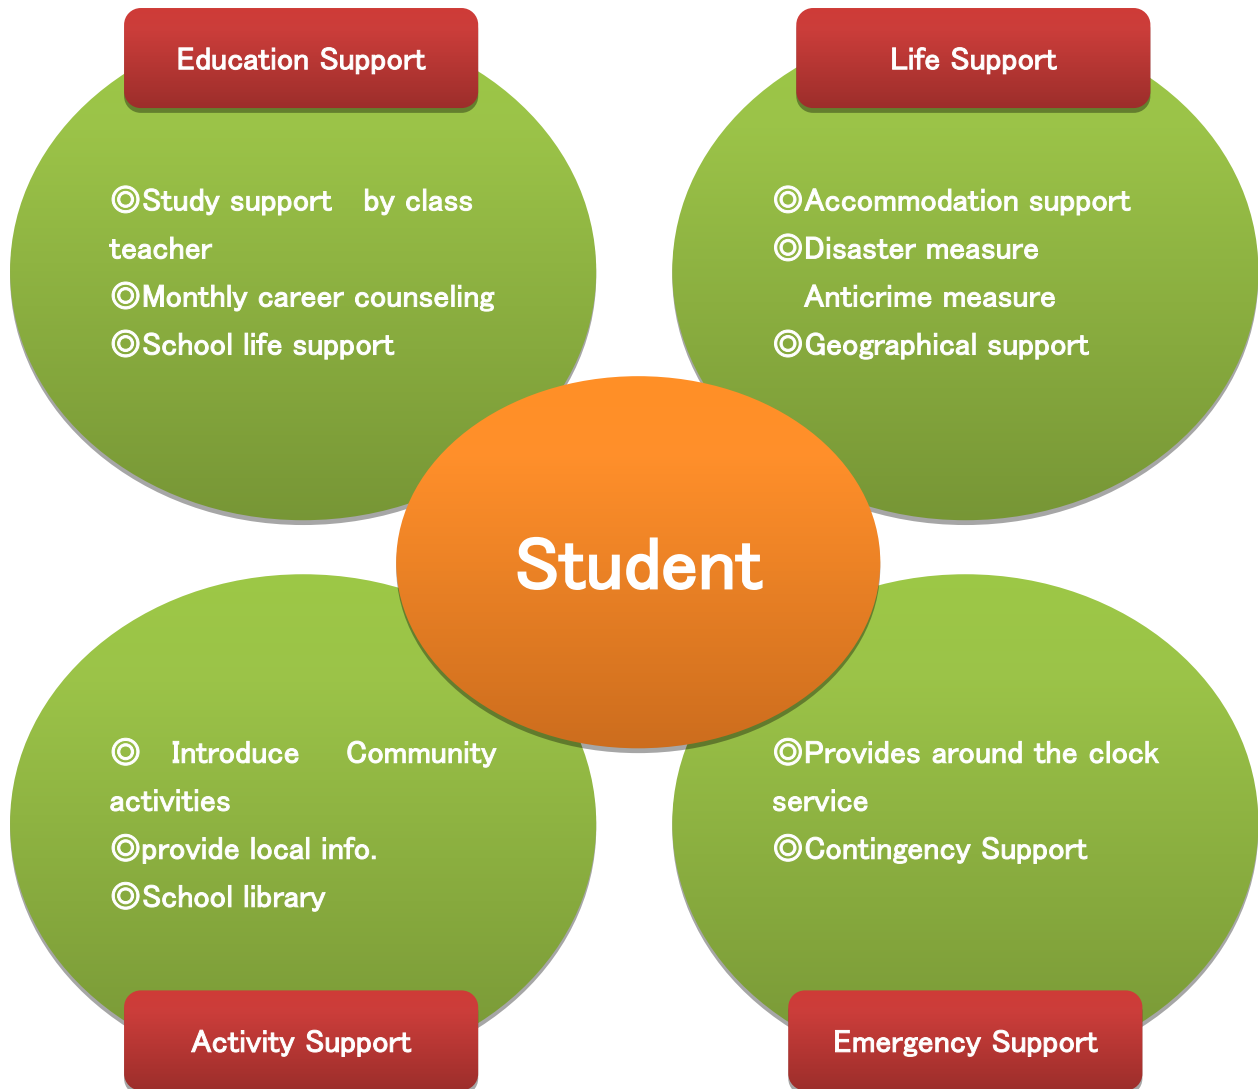 Education Support
◎Study support　by class
teacher
◎Monthly career counseling
◎School life support
Life Support
◎Accommodation support
◎Disaster measure
Anticrime measure
◎Geographical support
Student
◎ Introduce Community
activities
◎provide local info.
◎School library
Activity Support
◎Provides around the clock
service
◎Contingency Support
Emergency Support